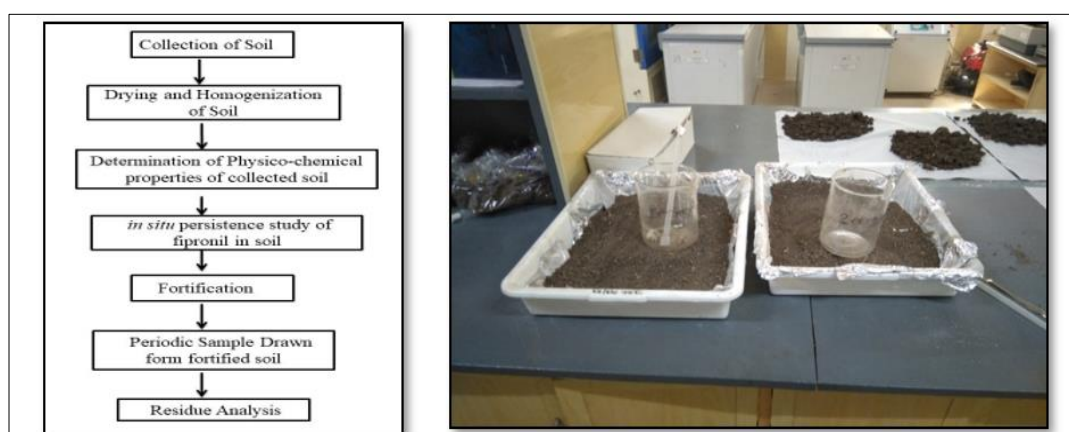 Collection of Soil
Drying and Homogenization
of Soil
Determination of Physico-chemical
properties of collected soil
in situ persistence study of
fipronil in soil
Fortification
Periodic Sample Drawn
form fortified soil
Residue Analysis